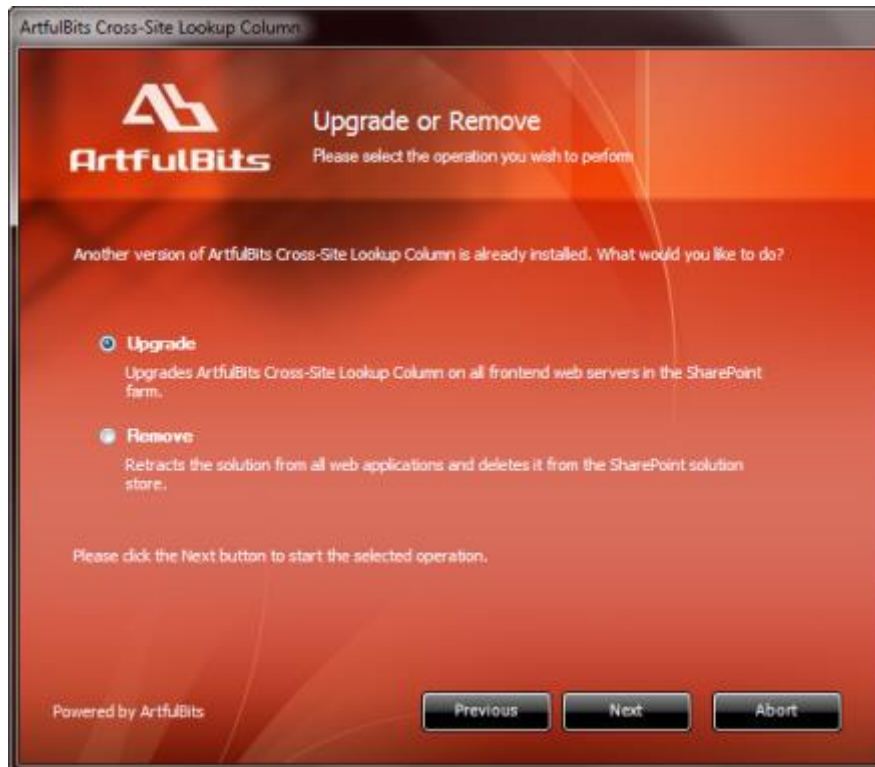 ArtfulBits Cross-Site Lookup Column
ArtfulBits
Upgrade or Remove
Please select the operation you wish to perform
Another version of ArtfulBits Cross-Site Lookup Column is already installed. What would you like to do?
Upgrade
Upgrades ArtfulBits Cross-Site Lookup Column on all frontend web servers in the SharePoint
farm.
Remove
Retracts the solution from all web applications and deletes it from the SharePoint solution
store.
Please click the Next button to start the selected operation.
Powered by ArtfulBits
Previous
Next
Abort